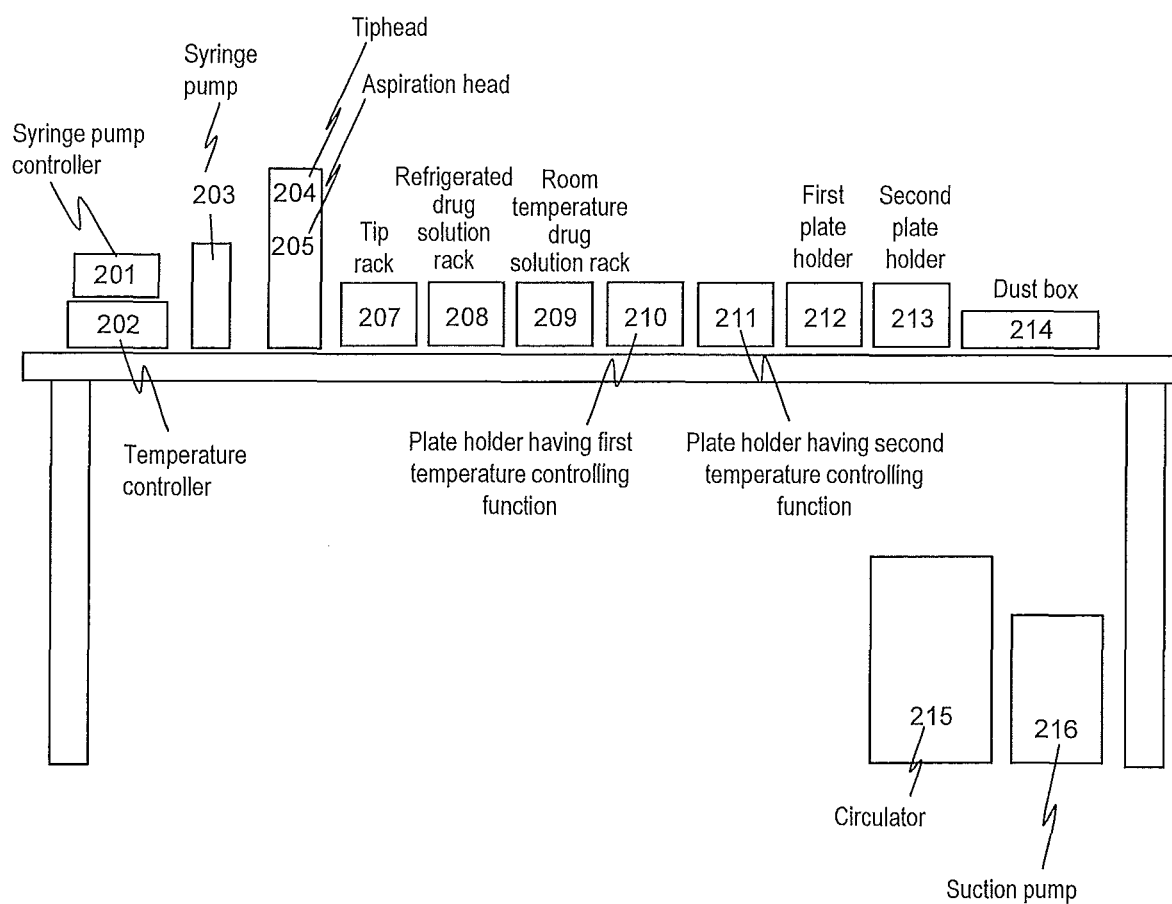 Tiphead
Syringe
pump
Aspiration head
Syringe pump
controller
203
204
205
Refrigerated
drug
solution
rack
Room
temperature
drug
solution rack
First
plate
holder
Second
plate
holder
Tip
rack
Dust box
201
202
207
208
209
210
211
212
213
214
Temperature
controller
Plate holder having first
temperature controlling
function
Plate holder having second
temperature controlling
function
215
216
Circulator
Suction pump